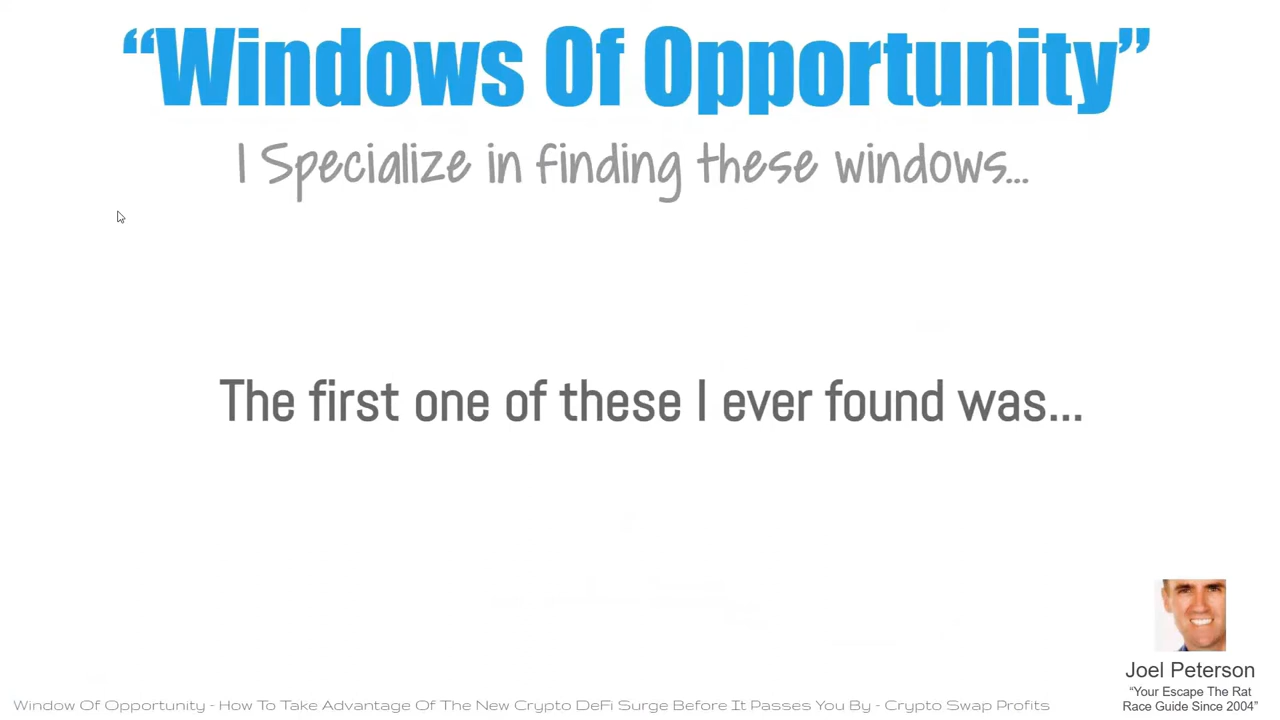 “Windows Of Opportunity”
I Specialize in finding these windows...
The first one of these I ever found was...
Joel Peterson
“Your Escape The Rat
Race Guide Since 2004”
Window Of Opportunity - How To Take Advantage Of The New Crypto DeFi Surge Before It Passes You By - Crypto Swap Profits